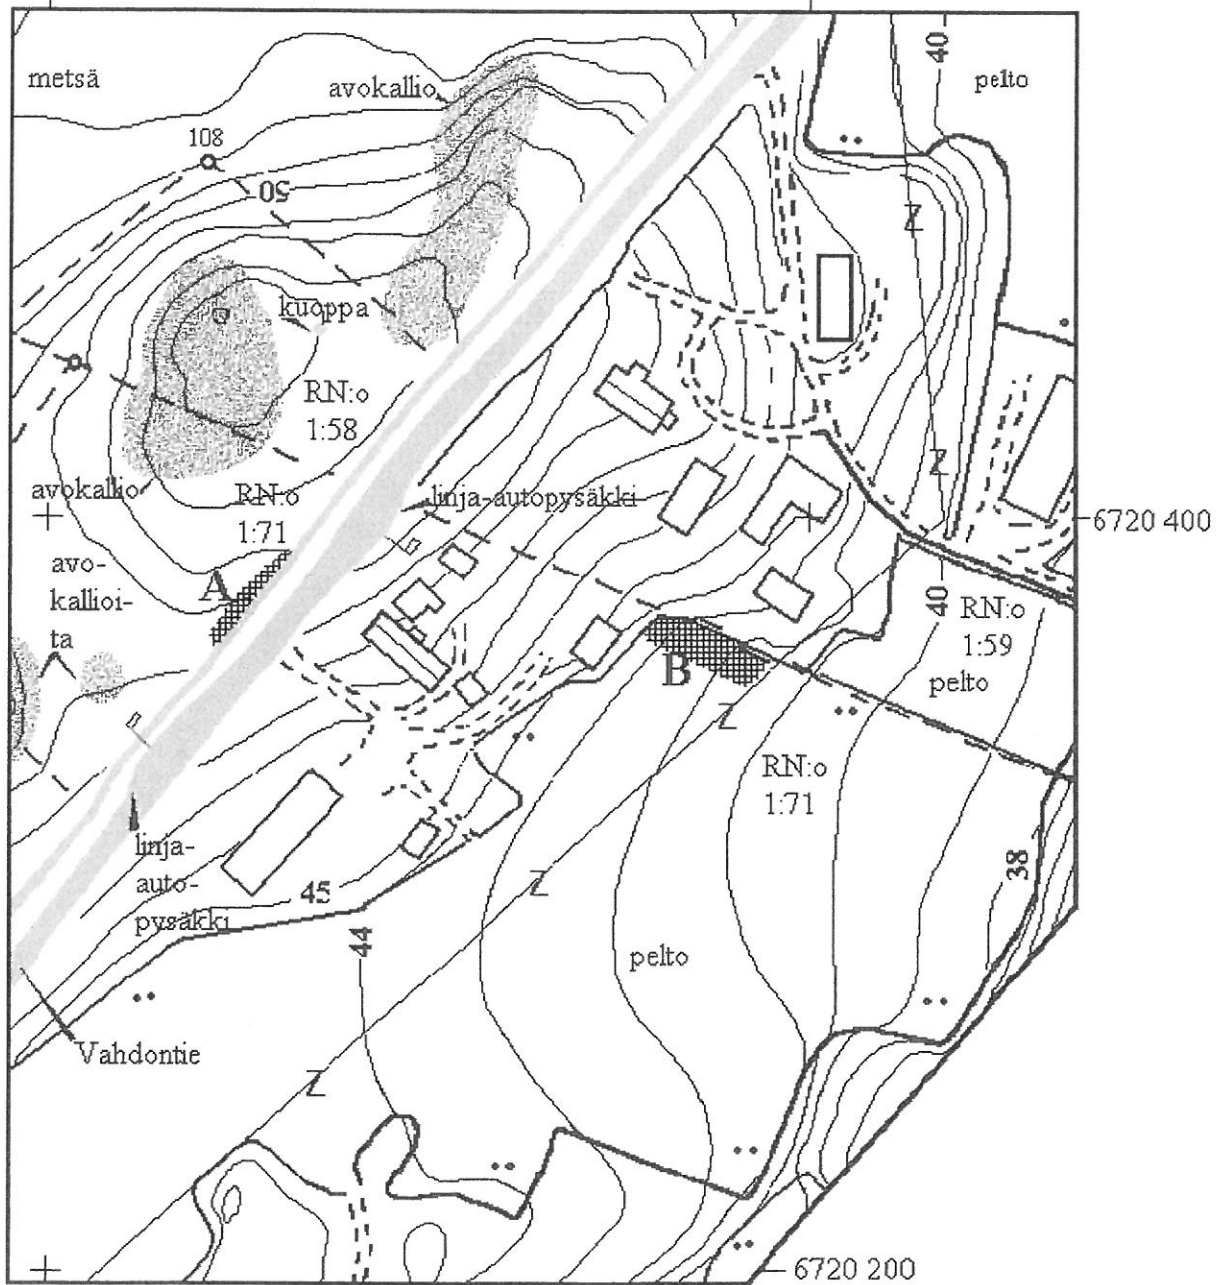 metsä
avokallio
40
pelto
108
50
Z
kuoppa
RN:o
1:58
Z
avokallio
RN:o
1:71
linja-autopysäkki
6720 400
avo-
kallioi-
ta
A
40
RN:o
1:59
pelto
B
Z
RN:o
1:71
linja-
auto-
pysäkki
45
Z
38
44
pelto
Vahdontie
Z
6720 200